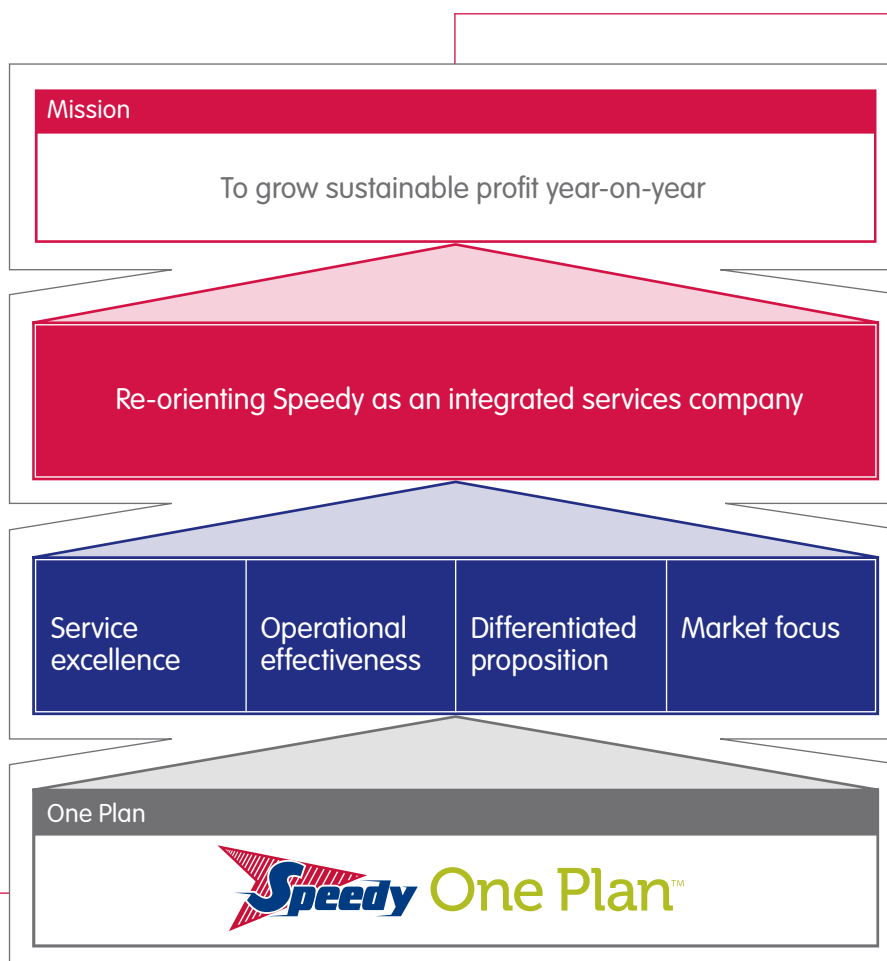 Mission
To grow sustainable profit year-on-year
Re-orienting Speedy as an integrated services company
Service
excellence
Operational
effectiveness
Differentiated
proposition
Market focus
One Plan
Speedy One Plan™